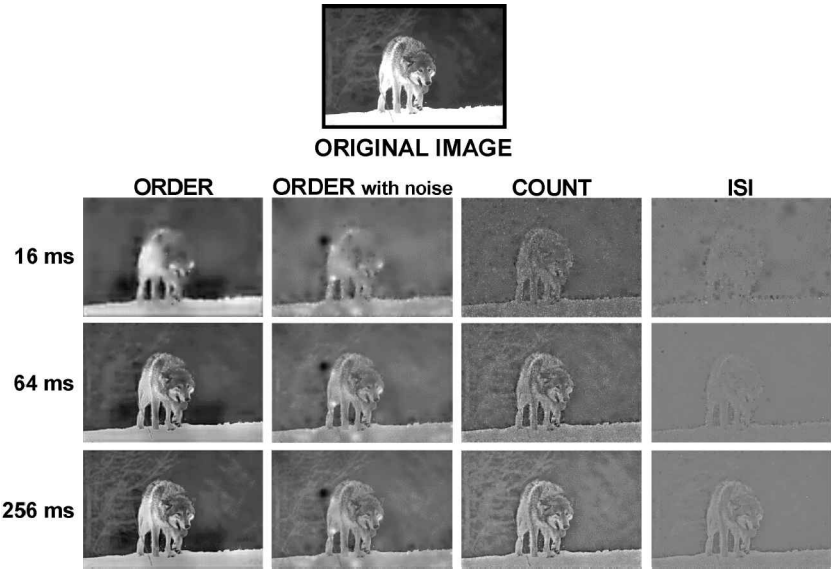 ORIGINAL IMAGE
ORDER ORDER with noise COUNT ISI
16 ms
64 ms
256 ms